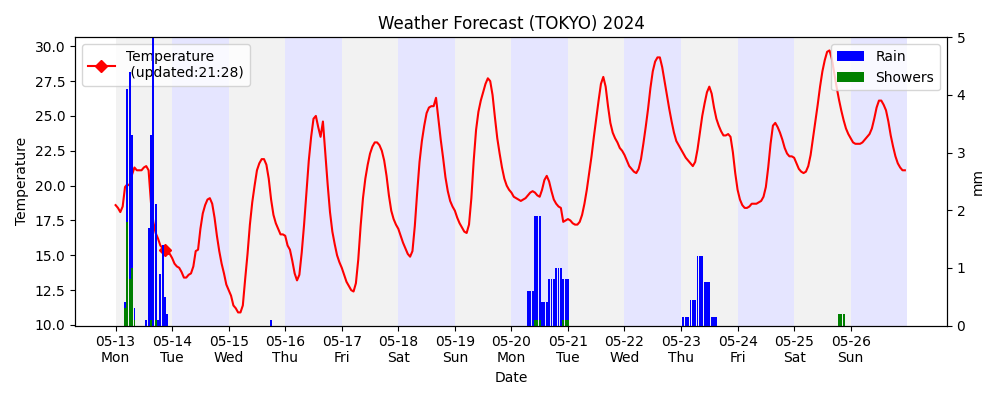 Weather Forecast (TOKYO) 2024
Temperature
(updated:21:28)
Rain
Showers
30.0
27.5
25.0
22.5
20.0
17.5
15.0
12.5
10.0
Temperature
5
4
3
2
1
0
mm
05-13 05-14 05-15 05-16 05-17 05-18 05-19 05-20 05-21 05-22 05-23 05-24 05-25 05-26
Mon Tue Wed Thu Fri Sat Sun Mon Tue Wed Thu Fri Sat Sun
Date